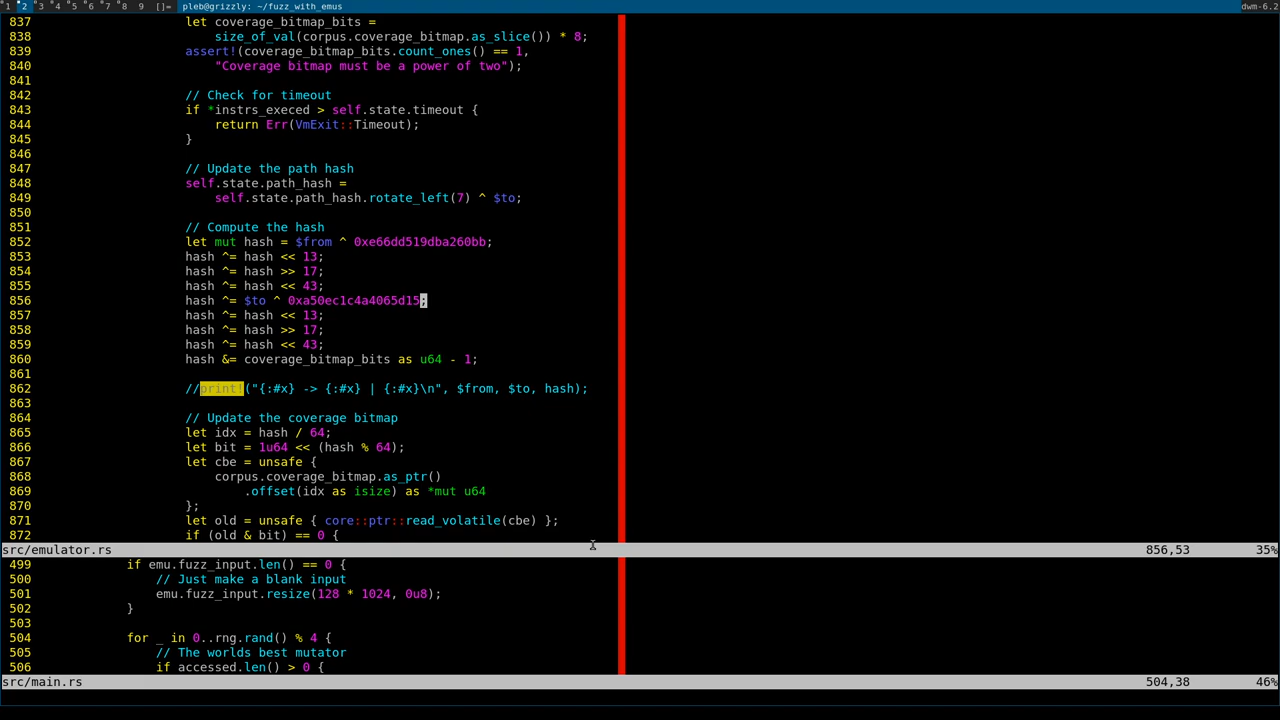 1 2 3 4 5 6 7 8 9 []= pleb@grizzly: ~/fuzz_with_emus dwm-6.2
837 let coverage_bitmap_bits =
838 size_of_val(corpus.coverage_bitmap.as_slice()) * 8;
839 assert!(coverage_bitmap_bits.count_ones() == 1,
840 "Coverage bitmap must be a power of two");
841
842 // Check for timeout
843 if *instrs_execed > self.state.timeout {
844 return Err(VmExit::Timeout);
845 }
846
847 // Update the path hash
848 self.state.path_hash =
849 self.state.path_hash.rotate_left(7) ^ $to;
850
851 // Compute the hash
852 let mut hash = $from ^ 0xe66dd519dba260bb;
853 hash ^= hash << 13;
854 hash ^= hash >> 17;
855 hash ^= hash << 43;
856 hash ^= $to ^ 0xa50ec1c4a4065d15;
857 hash ^= hash << 13;
858 hash ^= hash >> 17;
859 hash ^= hash << 43;
860 hash &= coverage_bitmap_bits as u64 - 1;
861
862 //print!("{:#x} -> {:#x} | {:#x}\n", $from, $to, hash);
863
864 // Update the coverage bitmap
865 let idx = hash / 64;
866 let bit = 1u64 << (hash % 64);
867 let cbe = unsafe {
868 corpus.coverage_bitmap.as_ptr()
869 .offset(idx as isize) as *mut u64
870 };
871 let old = unsafe { core::ptr::read_volatile(cbe) };
872 if (old & bit) == 0 {
src/emulator.rs 856,53 35%
499 if emu.fuzz_input.len() == 0 {
500 // Just make a blank input
501 emu.fuzz_input.resize(128 * 1024, 0u8);
502 }
503
504 for _ in 0..rng.rand() % 4 {
505 // The worlds best mutator
506 if accessed.len() > 0 {
src/main.rs 504,38 46%